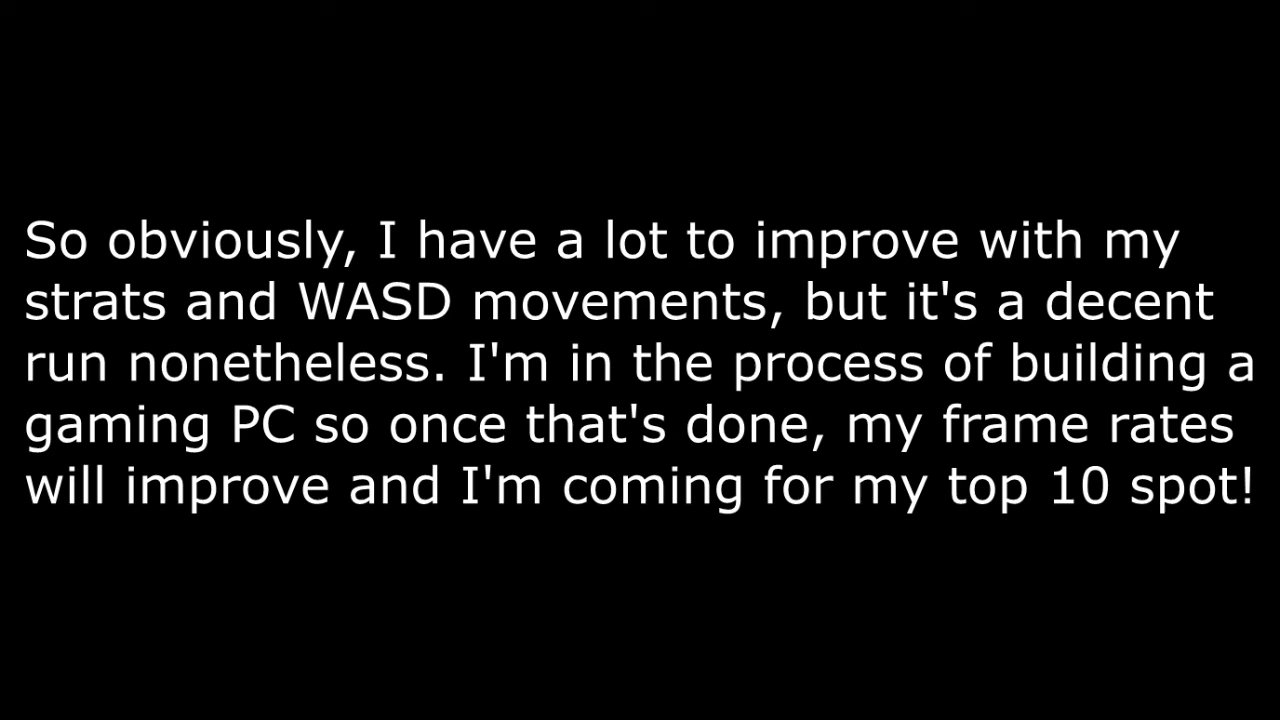 So obviously, I have a lot to improve with my
strats and WASD movements, but it's a decent
run nonetheless. I'm in the process of building a
gaming PC so once that's done, my frame rates
will improve and I'm coming for my top 10 spot!